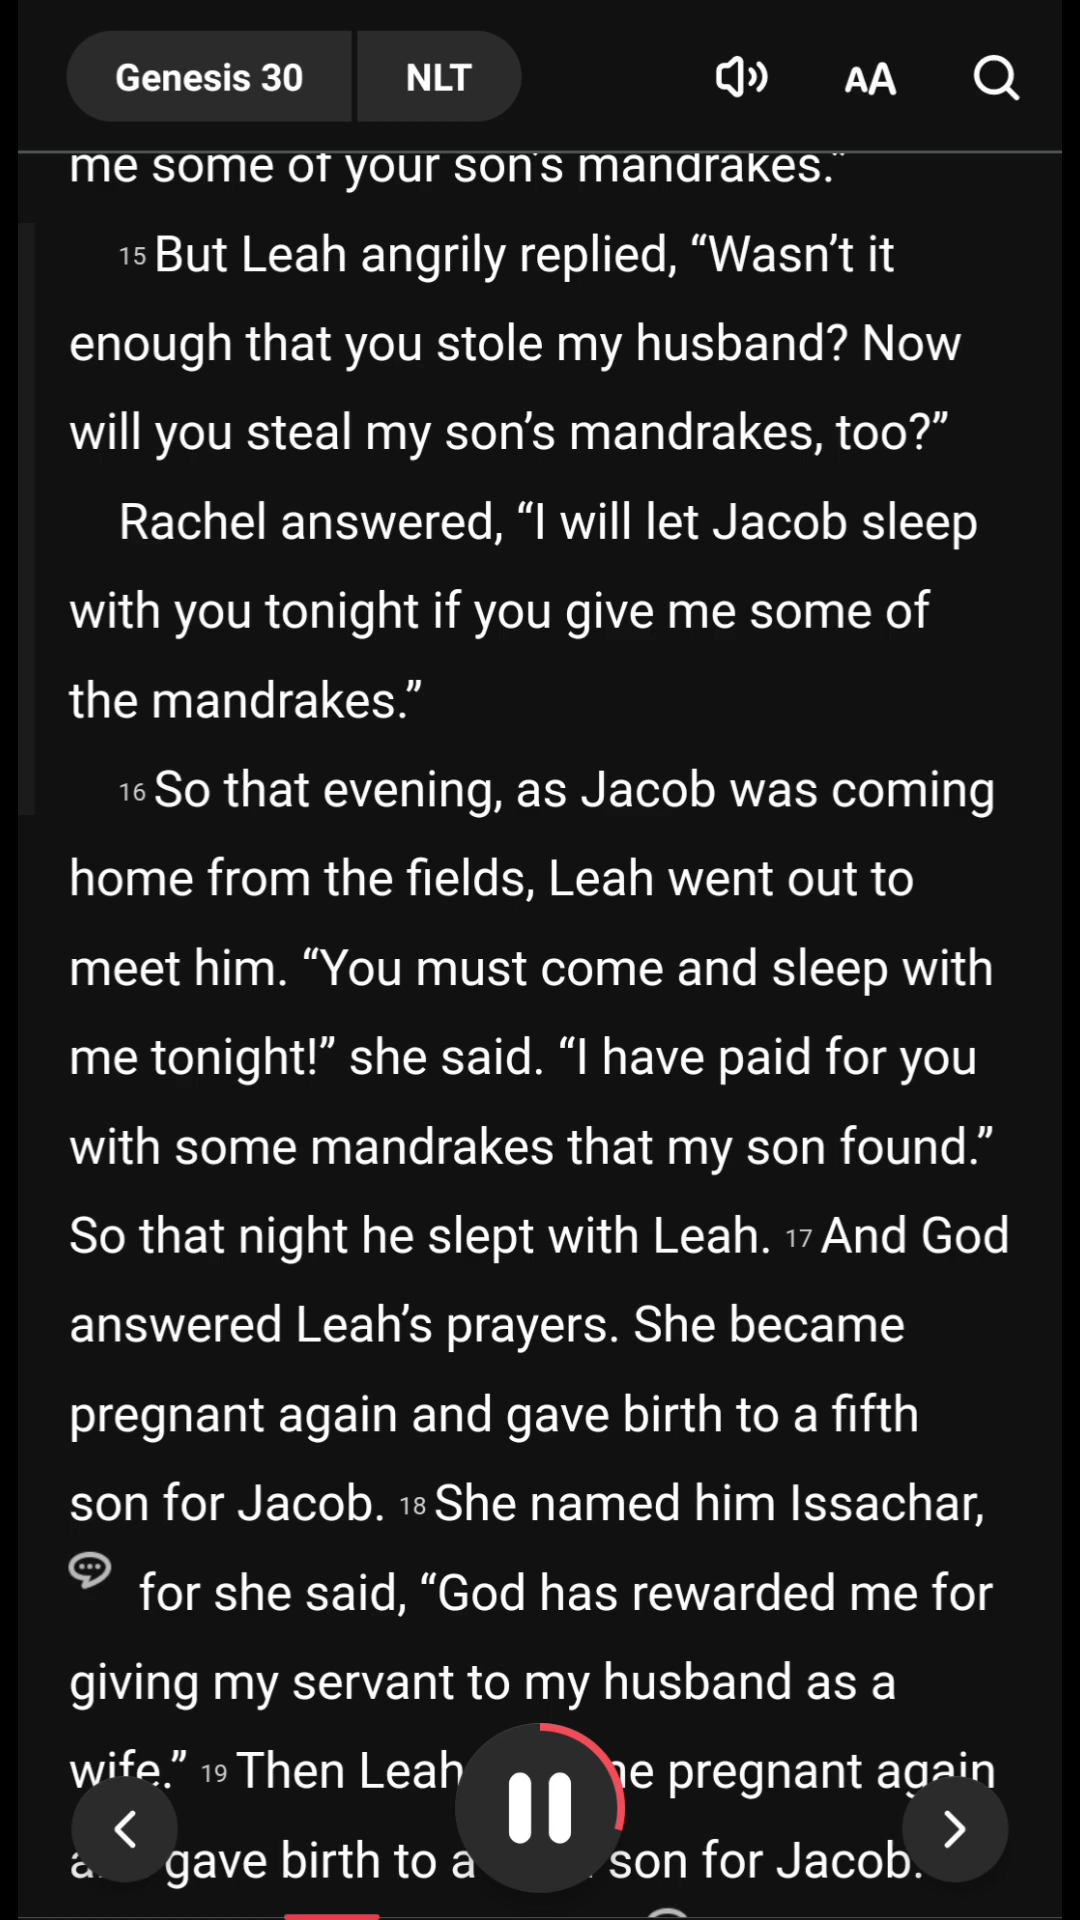 Genesis 30 NLT AA
me some of your son's mandrakes.”
15 But Leah angrily replied, “Wasn’t it
enough that you stole my husband? Now
will you steal my son’s mandrakes, too?”
Rachel answered, “I will let Jacob sleep
with you tonight if you give me some of
the mandrakes.”
16 So that evening, as Jacob was coming
home from the fields, Leah went out to
meet him. “You must come and sleep with
me tonight!” she said. “I have paid for you
with some mandrakes that my son found.”
So that night he slept with Leah. 17 And God
answered Leah’s prayers. She became
pregnant again and gave birth to a fifth
son for Jacob. 18 She named him Issachar,
for she said, “God has rewarded me for
giving my servant to my husband as a
wife.” 19 Then Leah pregnant again
gave birth to a son for Jacob.